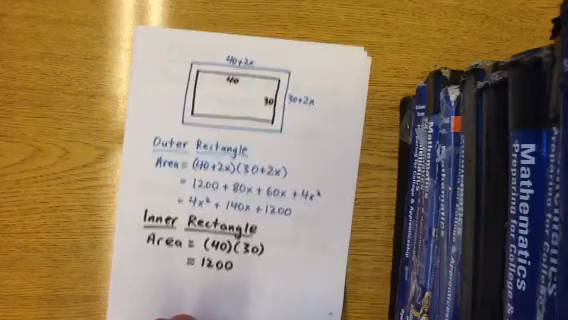 40+2x
40
30
30+2x
Outer Rectangle
Area = (40+2x)(30+2x)
= 1200 + 80x + 60x + 4x²
= 4x² + 140x + 1200
Inner Rectangle
Area = (40)(30)
= 1200
Mathematics
Mathematics
Mathematics
Preparing for College &